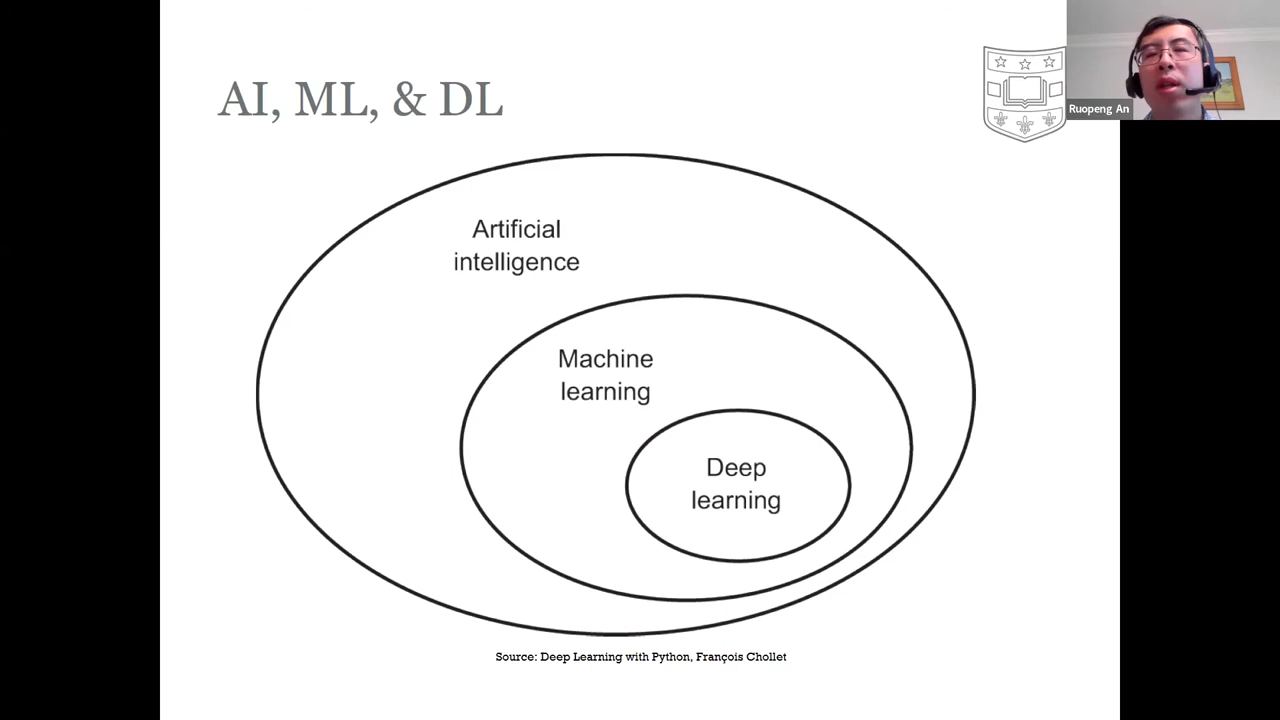 AI, ML, & DL
Ruopeng An
Artificial
intelligence
Machine
learning
Deep
learning
Source: Deep Learning with Python, François Chollet